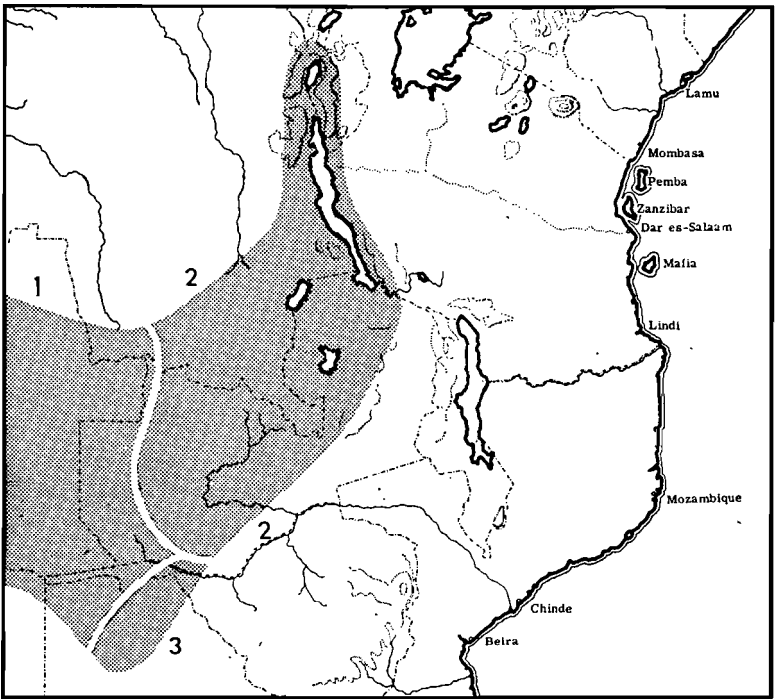 Lamu
Mombasa
Pemba
Zanzibar
Dar es-Salaam
Mafia
1
2
Lindi
Mozambique
2
Chinde
3
Beira